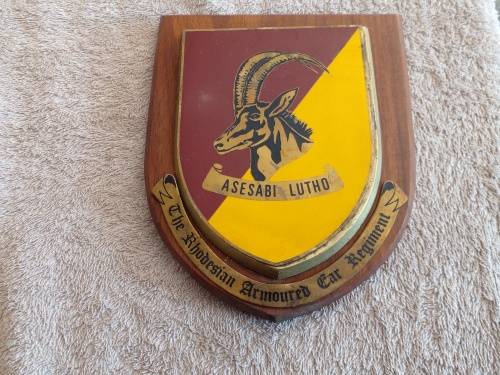 ASESABI LUTHO
The Rhodesian Armoured Car Regiment